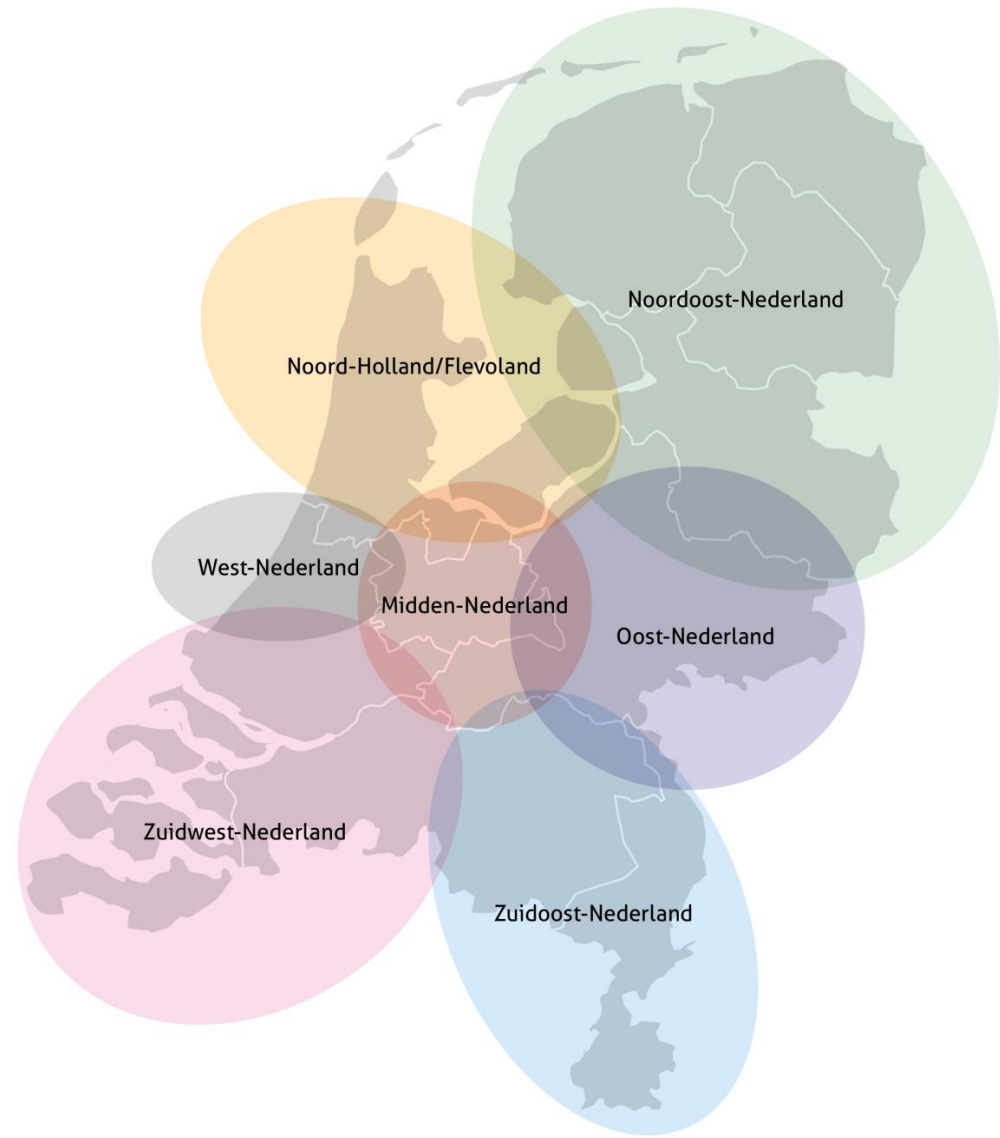 Noordoost-Nederland
Noord-Holland/Flevoland
West-Nederland
Midden-Nederland
Oost-Nederland
Zuidwest-Nederland
Zuidoost-Nederland